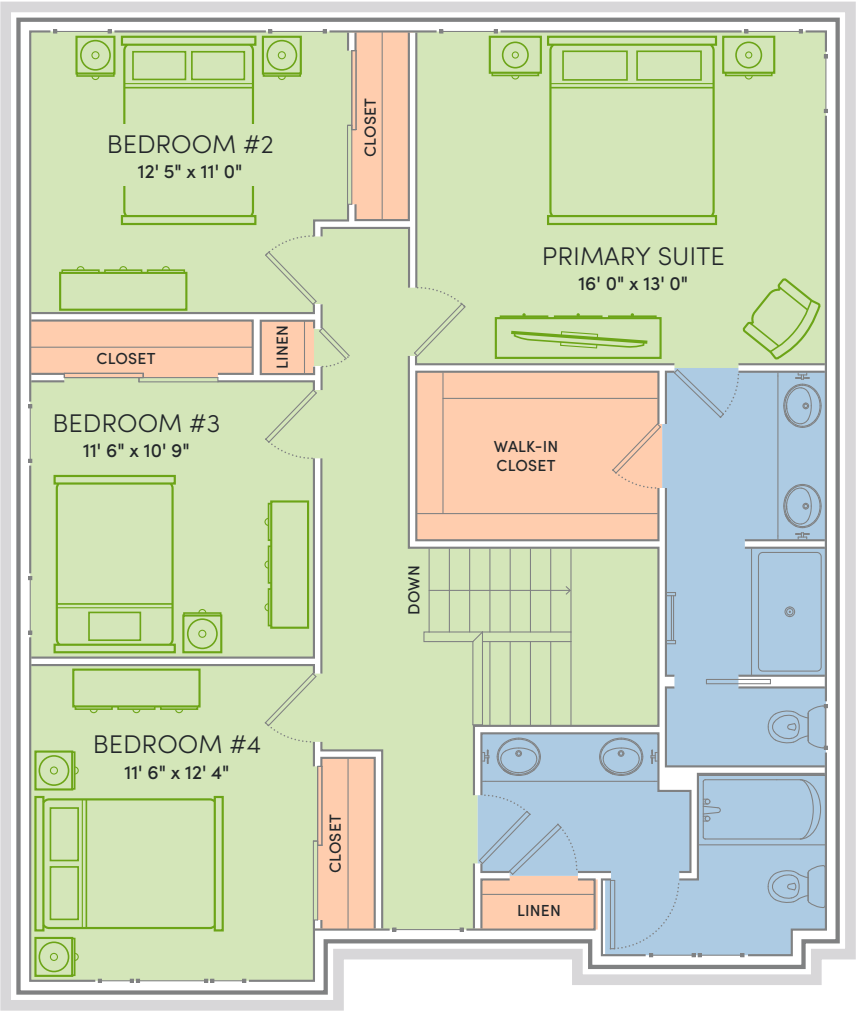 BEDROOM #2
12' 5" x 11' 0"
CLOSET
PRIMARY SUITE
16' 0" x 13' 0"
CLOSET
LINEN
BEDROOM #3
11' 6" x 10' 9"
WALK-IN
CLOSET
DOWN
BEDROOM #4
11' 6" x 12' 4"
CLOSET
LINEN